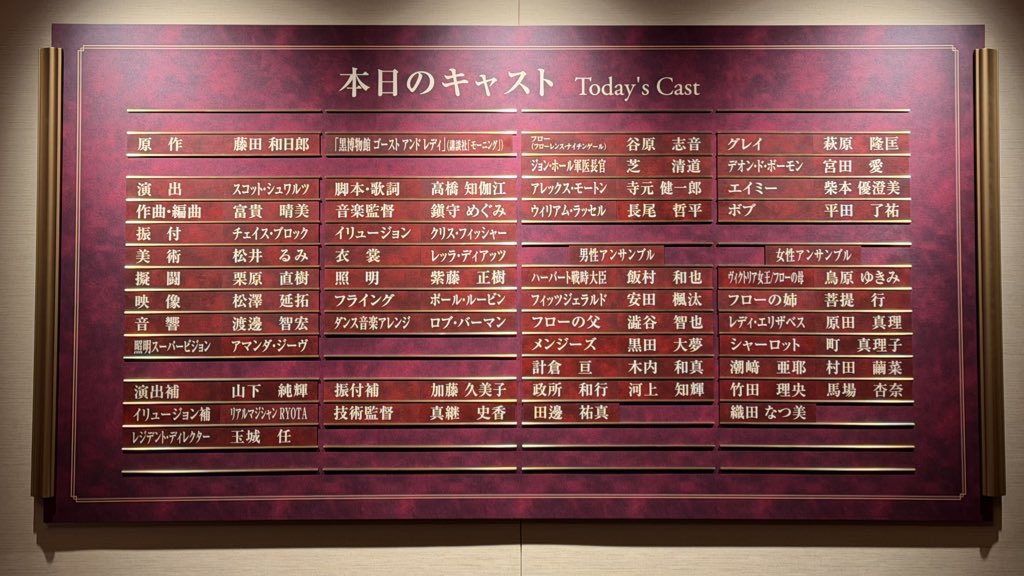 本日のキャスト Today's Cast
原作 藤田 和日郎
「黒博物館 ゴースト アンド レディ」(講談社「モーニング」)
演出 スコット・シュワルツ
作曲・編曲 富貴 晴美
振付 チェイス・ブロック
美術 松井 るみ
擬闘 栗原 直樹
映像 松澤 延拓
音響 渡邉 智宏
照明スーパービジョン アマンダ・ジーヴ
演出補 山下 純輝
イリュージョン補 リアルマジシャン RYOTA
レジデント・ディレクター 玉城 任
脚本・歌詞 高橋 知伽江
音楽監督 鎮守 めぐみ
イリュージョン クリス・フィッシャー
衣裳 レッラ・ディアッツ
照明 紫藤 正樹
フライング ポール・ルービン
ダンス音楽アレンジ ロブ・バーマン
振付補 加藤 久美子
技術監督 真継 史香
フロー(フローレンス・ナイチンゲール) 谷原 志音
ジョン・ホール軍医長官 芝 清道
アレックス・モートン 寺元 健一郎
ウィリアム・ラッセル 長尾 哲平
男性アンサンブル
ハーバート戦時大臣 飯村 和也
フィッツジェラルド 安田 楓汰
フローの父 澁谷 智也
メンジーズ 黒田 大夢
計倉 亘 木内 和真
政所 和行 河上 知輝
田邊 祐真
グレイ 萩原 隆匡
デオン・ド・ボーモン 宮田 愛
エイミー 柴本 優澄美
ボブ 平田 了祐
女性アンサンブル
ヴィクトリア女王/フローの母 鳥原 ゆきみ
フローの姉 菩提 行
レディ・エリザベス 原田 真理
シャーロット 町 真理子
潮﨑 亜耶 村田 繭菜
竹田 理央 馬場 杏奈
織田 なつ美